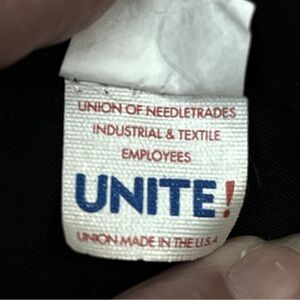 UNION OF NEEDLETRADES
INDUSTRIAL & TEXTILE
EMPLOYEES
UNITE!
UNION MADE IN THE U.S.A